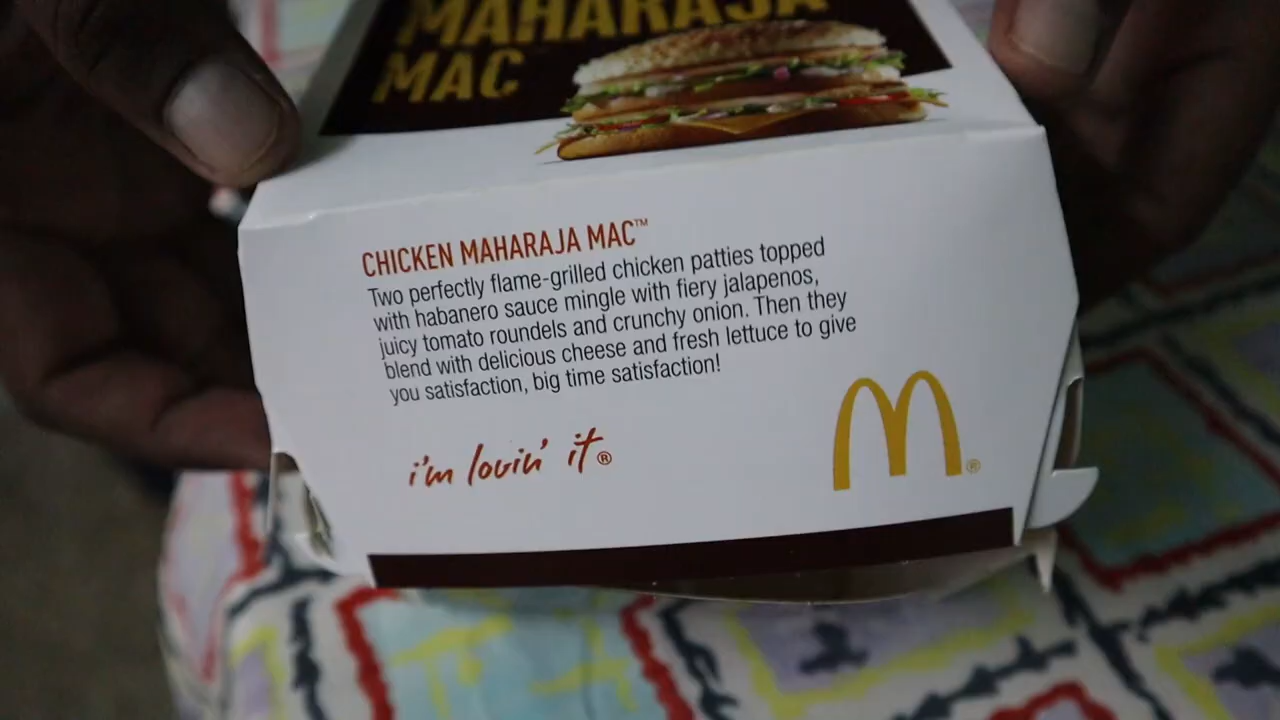 MAHARAJA
MAC
CHICKEN MAHARAJA MAC™
Two perfectly flame-grilled chicken patties topped
with habanero sauce mingle with fiery jalapenos,
juicy tomato roundels and crunchy onion. Then they
blend with delicious cheese and fresh lettuce to give
you satisfaction, big time satisfaction!
i'm lovin' it®
M®